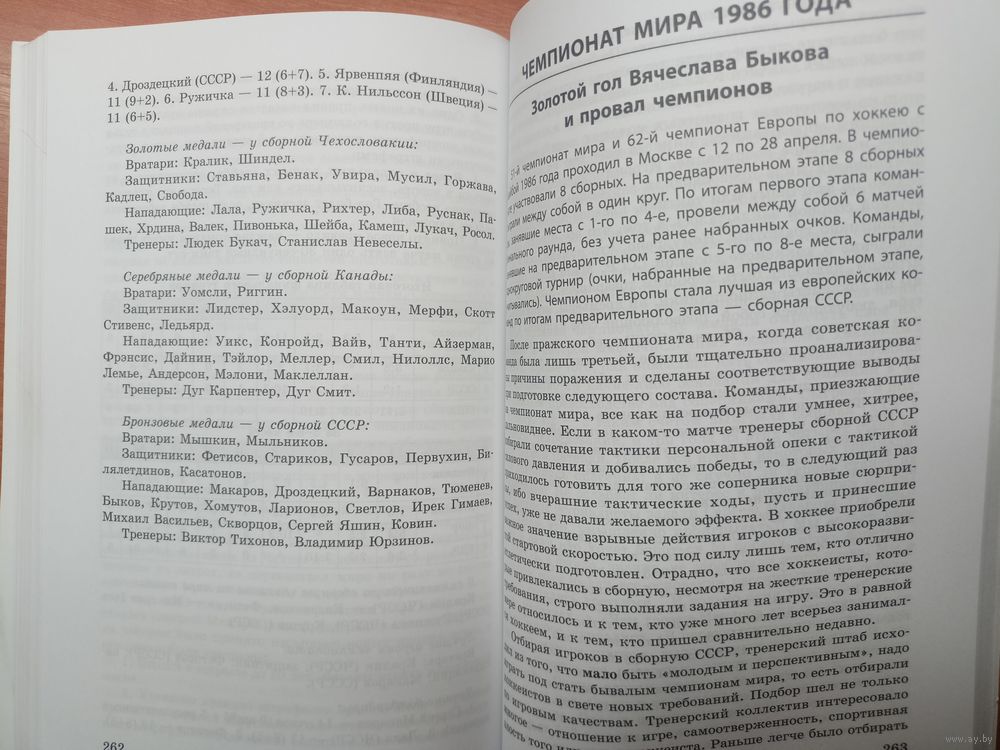 4. Дроздецкий (СССР) — 12 (6+7). 5. Ярвенпяя (Финляндия) —
11 (9+2). 6. Ружичка — 11 (8+3). 7. К. Нильссон (Швеция) —
11 (6+5).
Золотые медали — у сборной Чехословакии:
Вратари: Кралик, Шиндел.
Защитники: Ставьяна, Бенак, Увира, Мусил, Горжава,
Кадлец, Свобода.
Нападающие: Лала, Ружичка, Рихтер, Либа, Руснак, Па-
шек, Хрдина, Валек, Пивонька, Шейба, Камеш, Лукач, Росол.
Тренеры: Людек Букач, Станислав Невеселы.
Серебряные медали — у сборной Канады:
Вратари: Уомсли, Риггин.
Защитники: Лидстер, Хэлуорд, Макоун, Мерфи, Скотт
Стивенс, Ледьярд.
Нападающие: Уикс, Конройд, Вайв, Танти, Айзерман,
Фрэнсис, Дайнин, Тэйлор, Меллер, Смил, Нилоллс, Марио
Лемье, Андерсон, Мэлони, Маклеллан.
Тренеры: Дуг Карпентер, Дуг Смит.
Бронзовые медали — у сборной СССР:
Вратари: Мышкин, Мыльников.
Защитники: Фетисов, Стариков, Гусаров, Первухин, Би-
лялетдинов, Касатонов.
Нападающие: Макаров, Дроздецкий, Варнаков, Тюменев,
Быков, Крутов, Хомутов, Ларионов, Светлов, Ирек Гимаев,
Михаил Васильев, Скворцов, Сергей Яшин, Ковин.
Тренеры: Виктор Тихонов, Владимир Юрзинов.
262
ЧЕМПИОНАТ МИРА 1986 ГОДА
Золотой гол Вячеслава Быкова
и провал чемпионов
чемпионат мира и 62-й чемпионат Европы по хоккею с
1986 года проходил в Москве с 12 по 28 апреля. В чемпио-
участвовали 8 сборных. На предварительном этапе 8 сборных
между собой в один круг. По итогам первого этапа коман-
занявшие места с 1-го по 4-е, провели между собой 6 матчей
раунда, без учета ранее набранных очков. Команды,
на предварительном этапе с 5-го по 8-е места, сыграли
турнир (очки, набранные на предварительном этапе,
Чемпионом Европы стала лучшая из европейских ко-
по итогам предварительного этапа — сборная СССР.
После пражского чемпионата мира, когда советская ко-
была лишь третьей, были тщательно проанализирова-
причины поражения и сделаны соответствующие выводы
подготовке следующего состава. Команды, приезжающие
чемпионат мира, все как на подбор стали умнее, хитрее,
Если в каком-то матче тренеры сборной СССР
сочетание тактики персональной опеки с тактикой
давления и добивались победы, то в следующий раз
готовить для того же соперника новые сюрпри-
ибо вчерашние тактические ходы, пусть и принесшие
уже не давали желаемого эффекта. В хоккее приобрели
значение взрывные действия игроков с высокоразви-
стартовой скоростью. Это под силу лишь тем, кто отлично
подготовлен. Отрадно, что все хоккеисты, кото-
привлекались в сборную, несмотря на жесткие тренерские
строго выполняли задания на игру. Это в равной
относилось и к тем, кто уже много лет всерьез занимал-
хоккеем, и к тем, кто пришел сравнительно недавно.
Отбирая игроков в сборную СССР, тренерский штаб исхо-
из того, что мало быть «молодым и перспективным», надо
под стать бывалым чемпионам мира, то есть отбирали
в свете новых требований. Подбор шел не только
игровым качествам. Тренерский коллектив интересовало
— отношение к игре, самоотверженность, спортивная
того Раньше легче было отбирать
263
www.ay.by